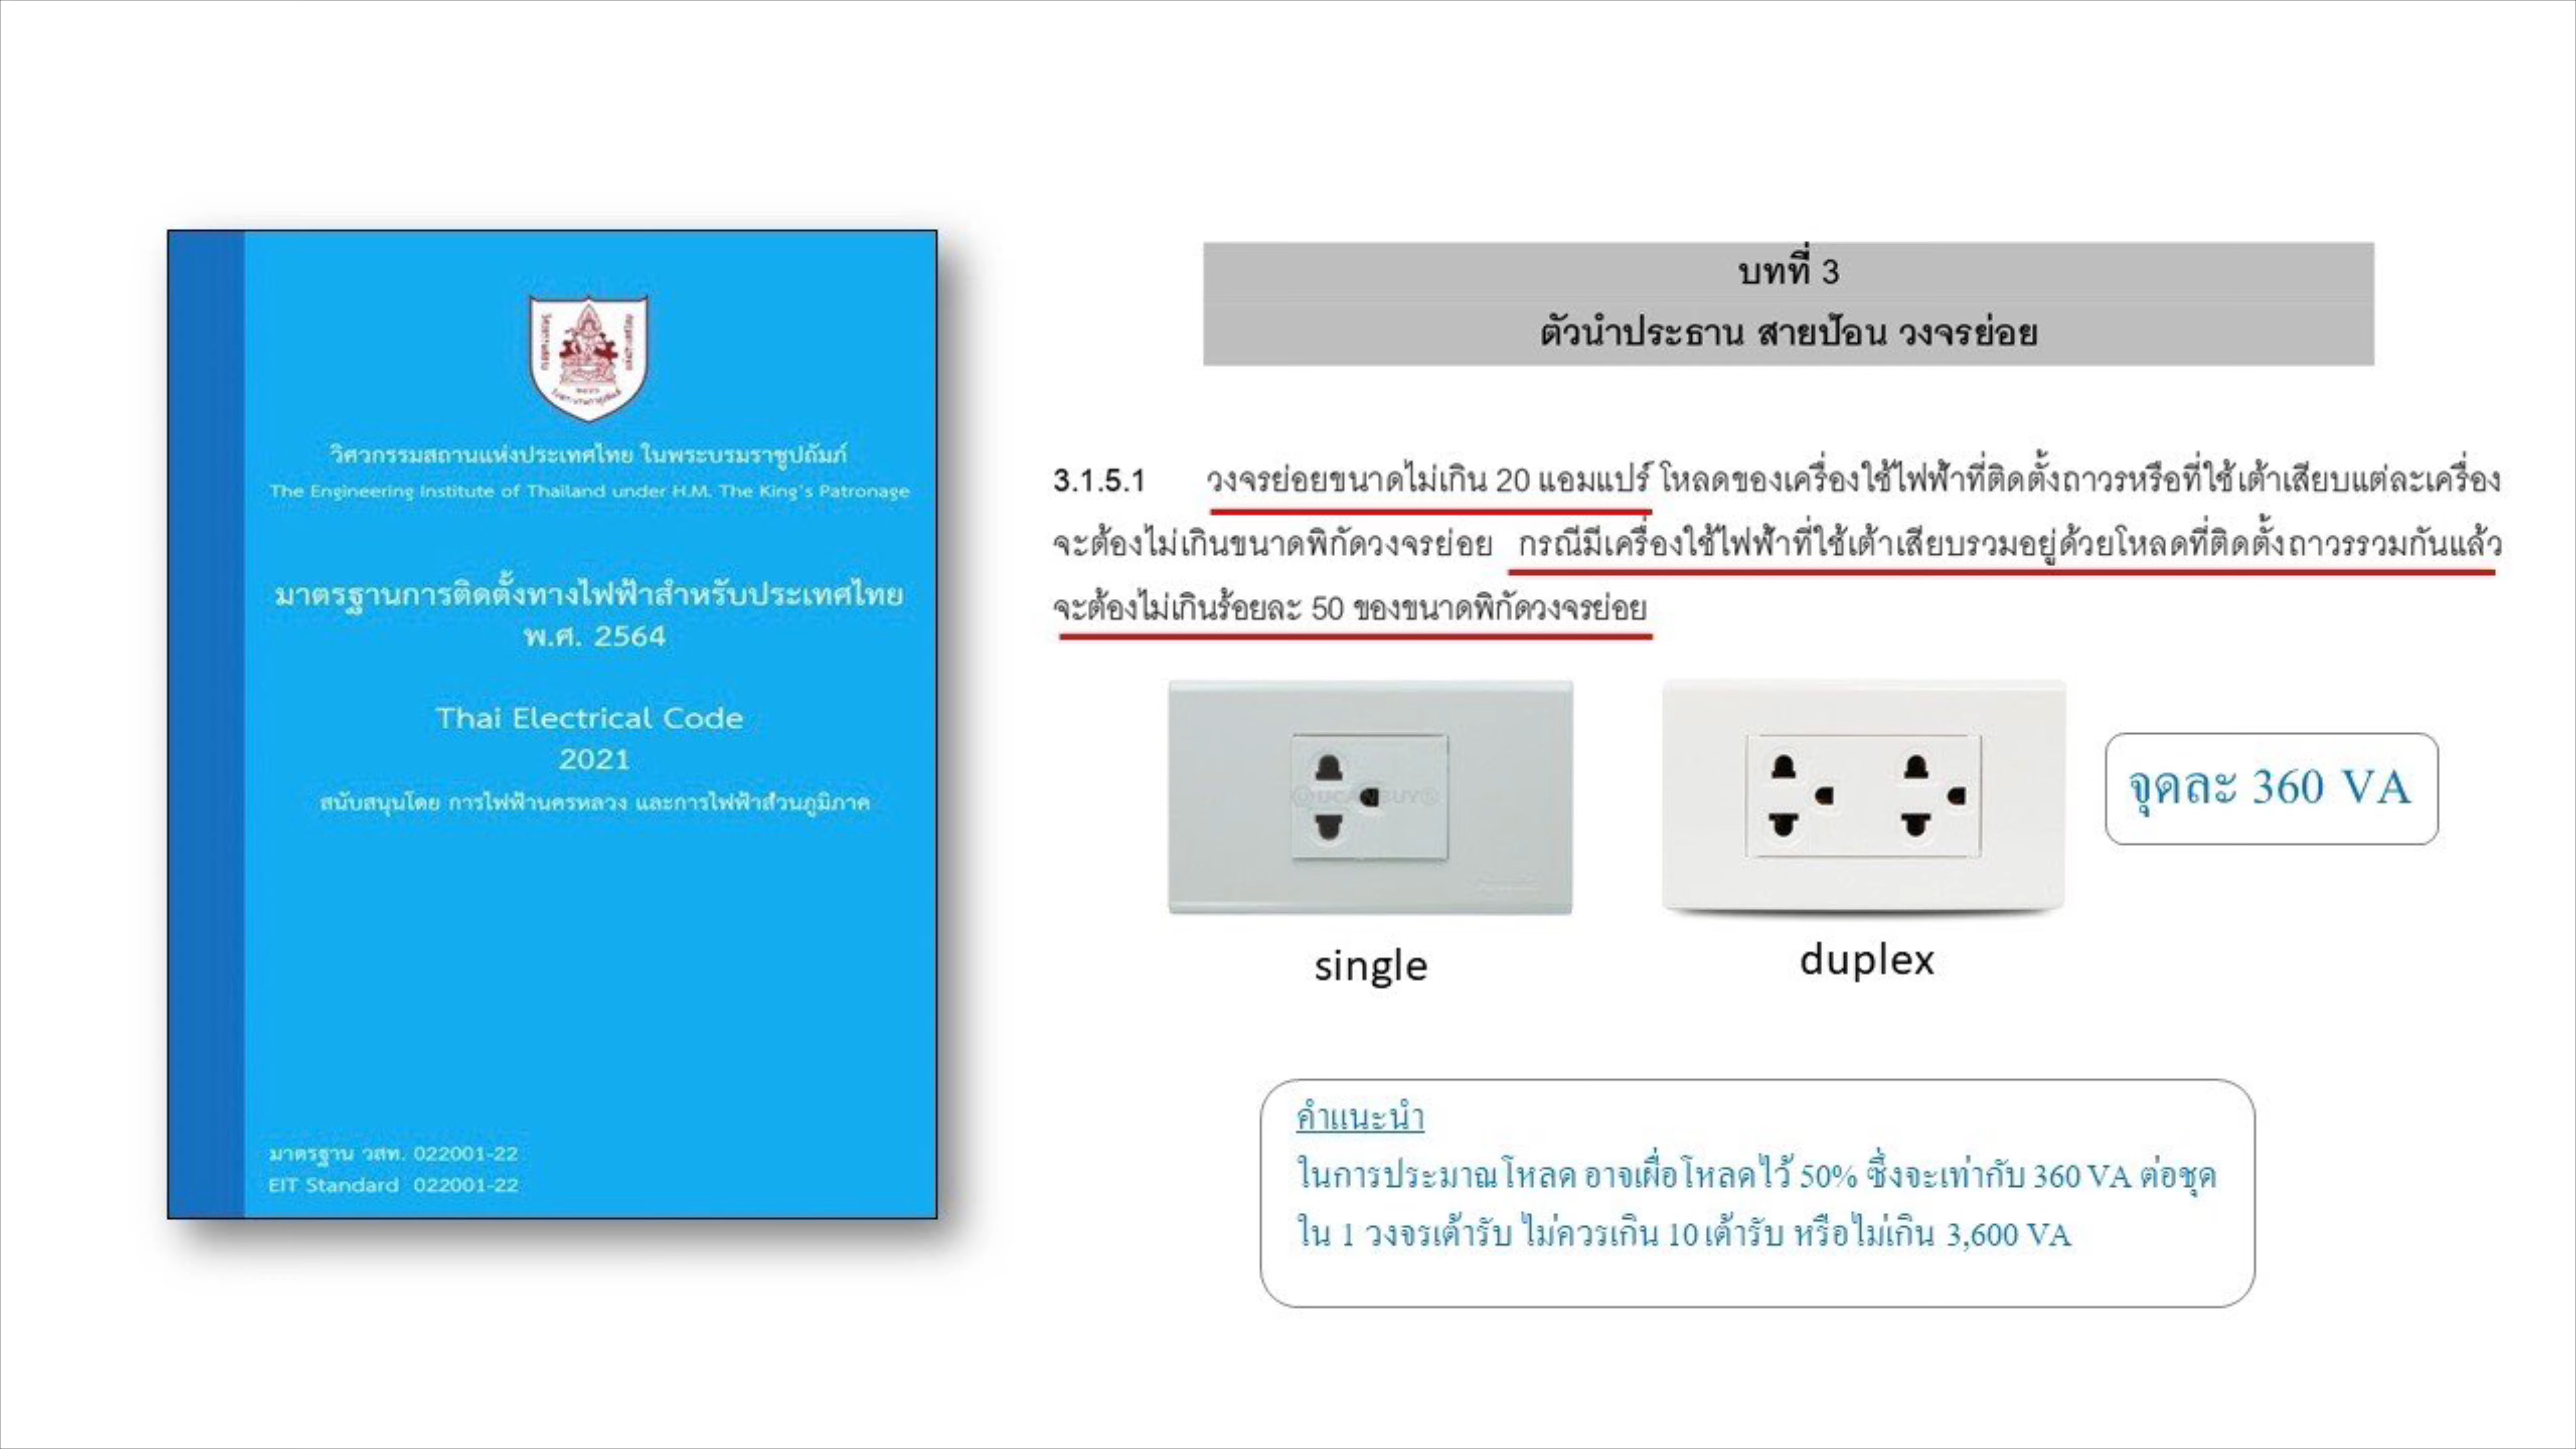 วิศวกรรมสถานแห่งประเทศไทย ในพระบรมราชูปถัมภ์
The Engineering Institute of Thailand under H.M. The King's Patronage
มาตรฐานการติดตั้งทางไฟฟ้าสำหรับประเทศไทย
พ.ศ. 2564
Thai Electrical Code
2021
สนับสนุนโดย การไฟฟ้านครหลวง และการไฟฟ้าส่วนภูมิภาค
มาตรฐาน วสท. 022001-22
EIT Standard 022001-22
บทที่ 3
ตัวนำประธาน สายป้อน วงจรย่อย
3.1.5.1 วงจรย่อยขนาดไม่เกิน 20 แอมแปร์ โหลดของเครื่องใช้ไฟฟ้าที่ติดตั้งถาวรหรือที่ใช้เต้าเสียบแต่ละเครื่อง
จะต้องไม่เกินขนาดพิกัดวงจรย่อย กรณีมีเครื่องใช้ไฟฟ้าที่ใช้เต้าเสียบรวมอยู่ด้วยโหลดที่ติดตั้งถาวรรวมกันแล้ว
จะต้องไม่เกินร้อยละ 50 ของขนาดพิกัดวงจรย่อย
จุดละ 360 VA
single
duplex
คำแนะนำ
ในการประมาณโหลด อาจเผื่อโหลดไว้ 50% ซึ่งจะเท่ากับ 360 VA ต่อชุด
ใน 1 วงจรเต้ารับ ไม่ควรเกิน 10 เต้ารับ หรือไม่เกิน 3,600 VA